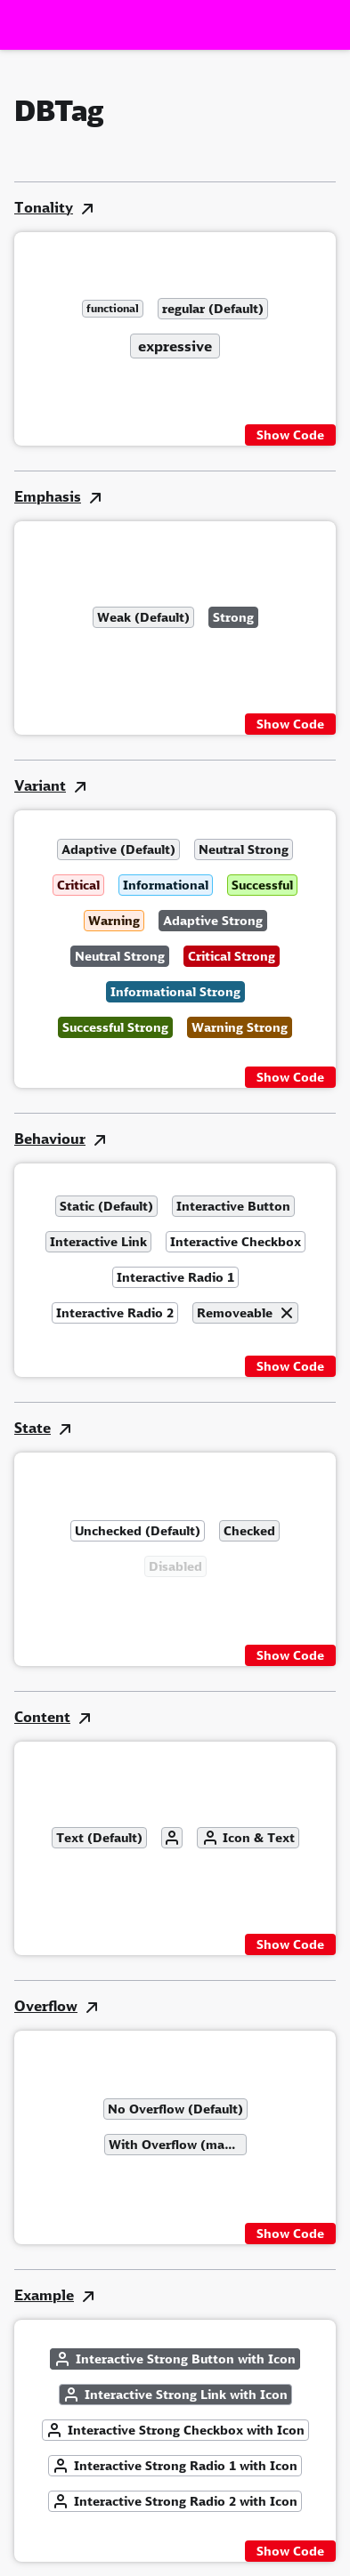 DBTag
Tonality
functional regular (Default)
expressive
Show Code
Emphasis
Weak (Default) Strong
Show Code
Variant
Adaptive (Default) Neutral Strong
Critical Informational Successful
Warning Adaptive Strong
Neutral Strong Critical Strong
Informational Strong
Successful Strong Warning Strong
Show Code
Behaviour
Static (Default) Interactive Button
Interactive Link Interactive Checkbox
Interactive Radio 1
Interactive Radio 2 Removeable
Show Code
State
Unchecked (Default) Checked
Disabled
Show Code
Content
Text (Default) Icon & Text
Show Code
Overflow
No Overflow (Default)
With Overflow (ma...
Show Code
Example
Interactive Strong Button with Icon
Interactive Strong Link with Icon
Interactive Strong Checkbox with Icon
Interactive Strong Radio 1 with Icon
Interactive Strong Radio 2 with Icon
Show Code